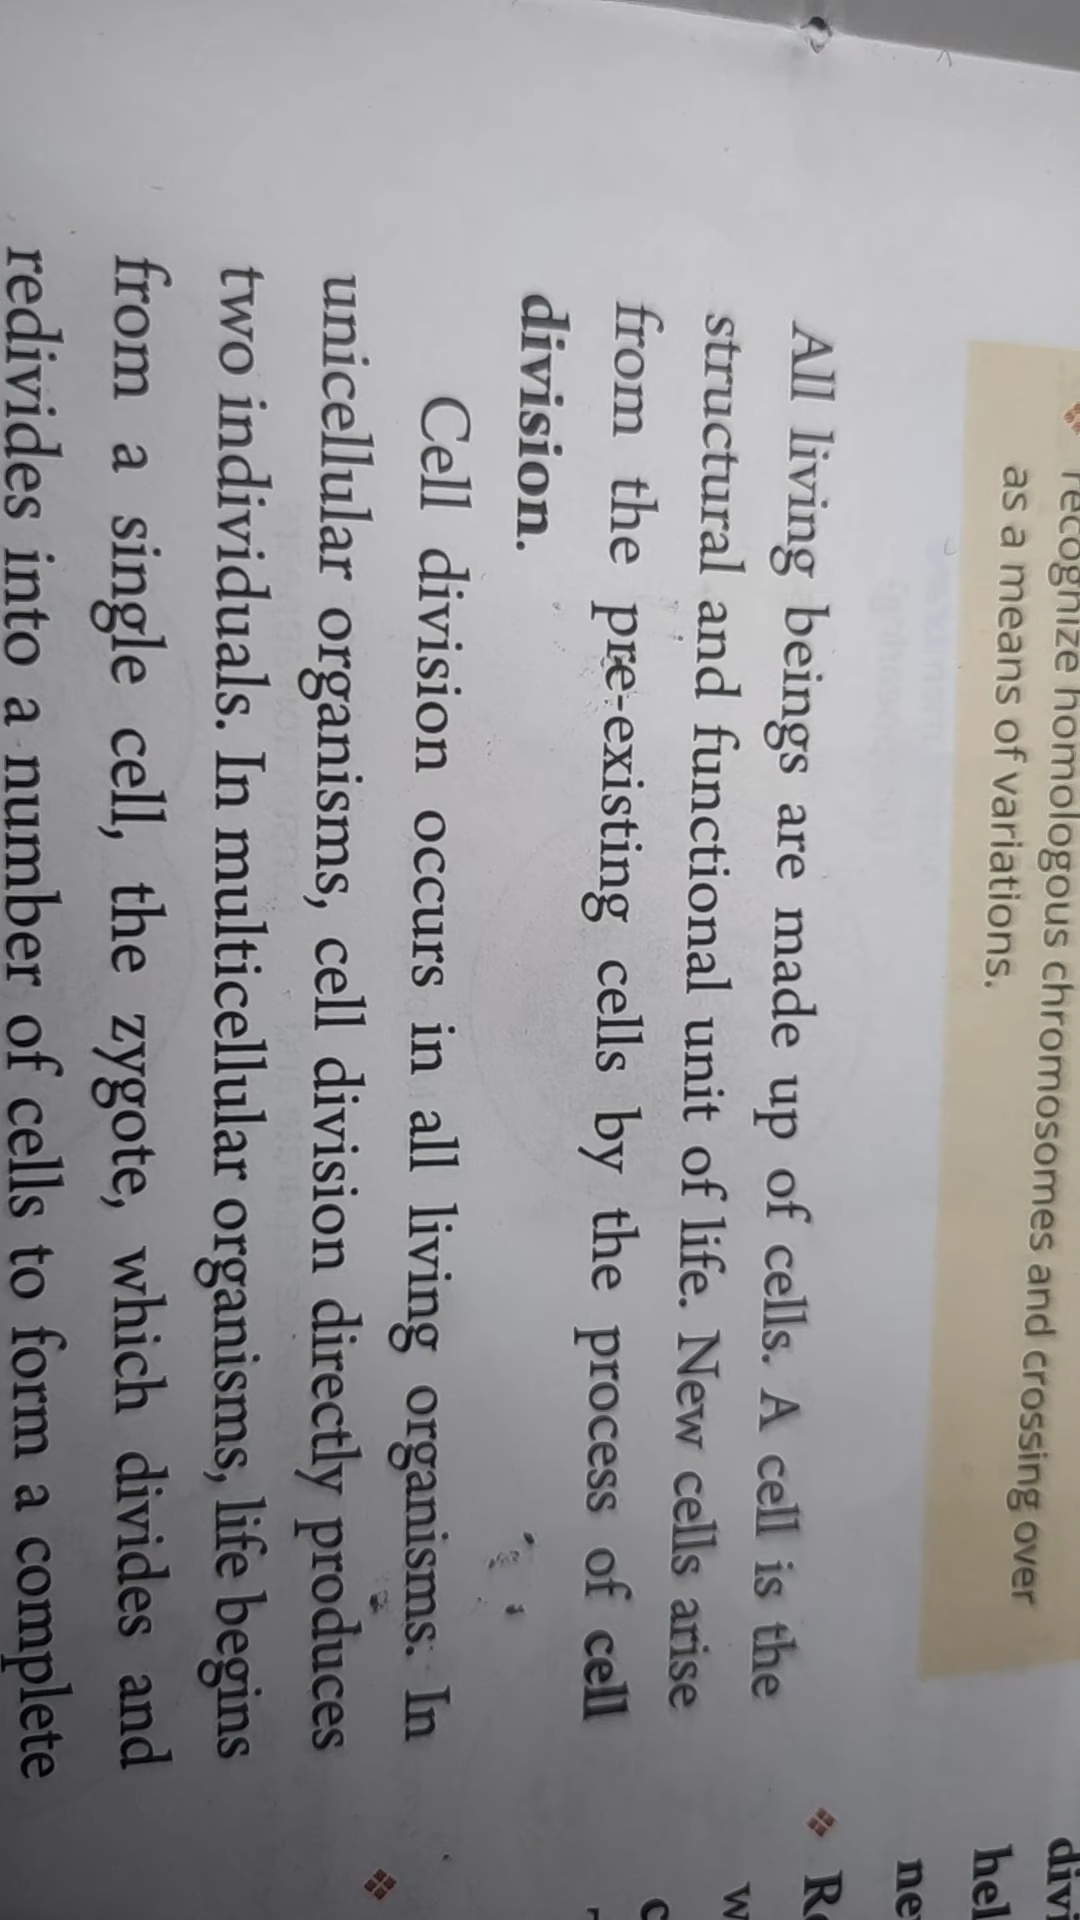 recognize homologous chromosomes and crossing over
as a means of variations.
All living beings are made up of cells. A cell is the
structural and functional unit of life. New cells arise
from the pre-existing cells by the process of cell
division.
Cell division occurs in all living organisms. In
unicellular organisms, cell division directly produces
two individuals. In multicellular organisms, life begins
from a single cell, the zygote, which divides and
redivides into a number of cells to form a complete